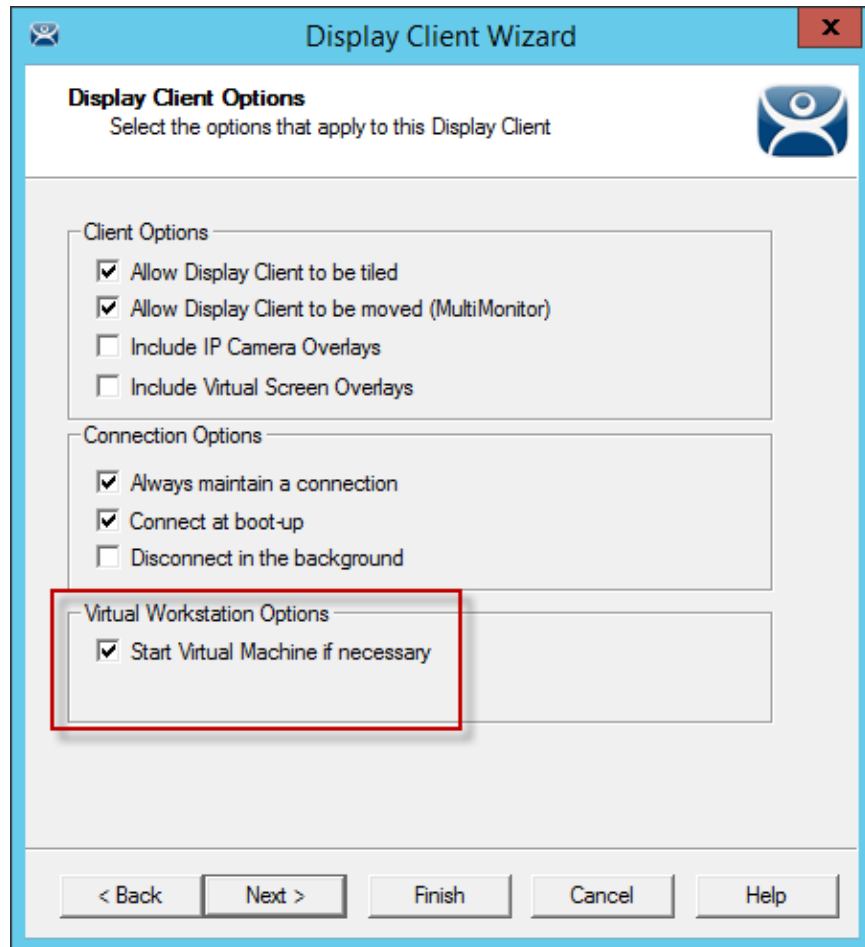 Display Client Wizard
x
Display Client Options
Select the options that apply to this Display Client
Client Options
Allow Display Client to be tiled
Allow Display Client to be moved (MultiMonitor)
Include IP Camera Overlays
Include Virtual Screen Overlays
Connection Options
Always maintain a connection
Connect at boot-up
Disconnect in the background
Virtual Workstation Options
Start Virtual Machine if necessary
< Back Next > Finish Cancel Help